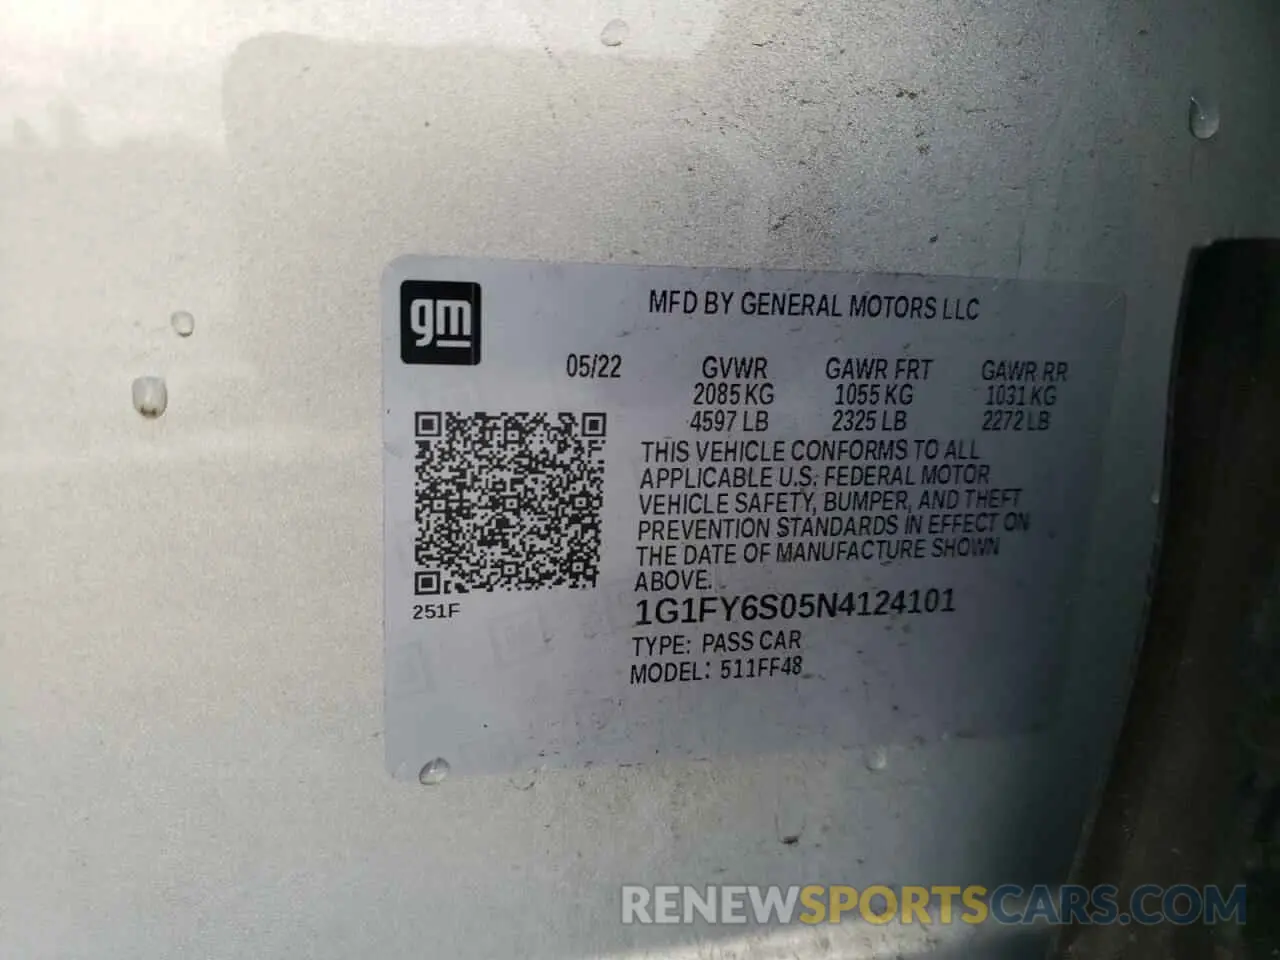 gm
MFD BY GENERAL MOTORS LLC
05/22 GVWR GAWR FRT GAWR RR
2085 KG 1055 KG 1031 KG
4597 LB 2325 LB 2272 LB
THIS VEHICLE CONFORMS TO ALL
APPLICABLE U.S. FEDERAL MOTOR
VEHICLE SAFETY, BUMPER, AND THEFT
PREVENTION STANDARDS IN EFFECT ON
THE DATE OF MANUFACTURE SHOWN
ABOVE.
251F
1G1FY6S05N4124101
TYPE: PASS CAR
MODEL: 511FF48
RENEWSPORTSCARS.COM